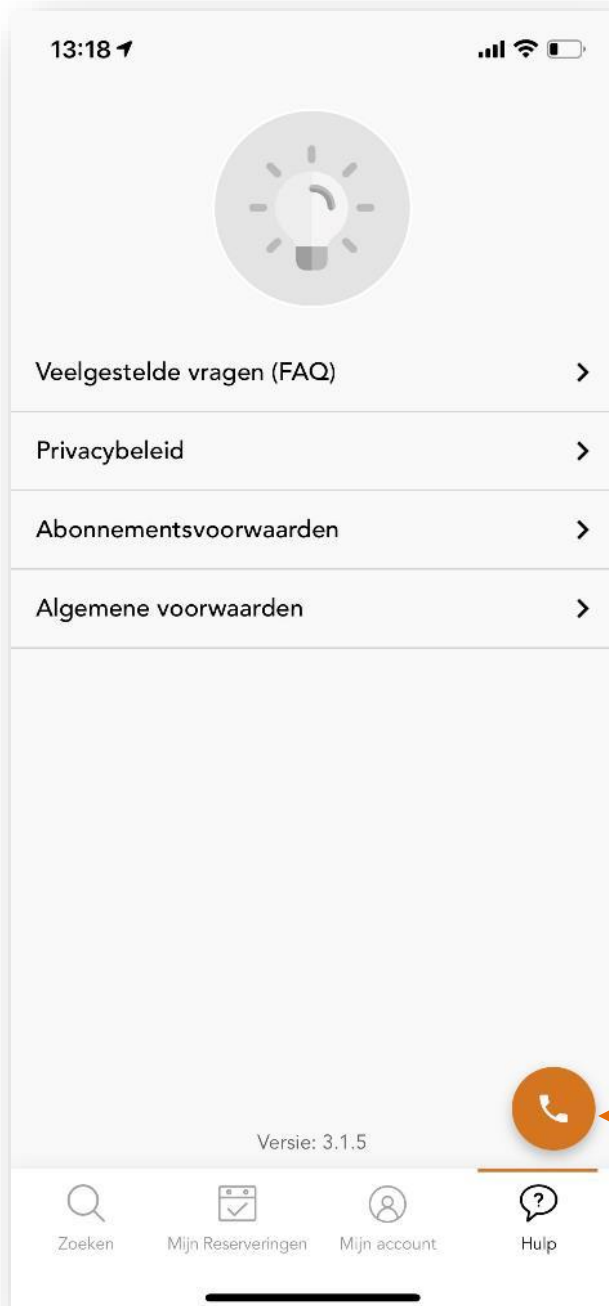 13:18
Veelgestelde vragen (FAQ)
Privacybeleid
Abonnementsvoorwaarden
Algemene voorwaarden
Versie: 3.1.5
Zoeken Mijn Reserveringen Mijn account Hulp